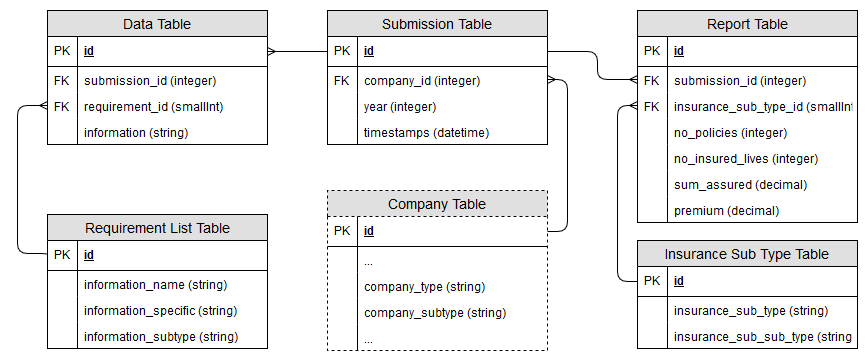 Data Table
PK id
FK submission_id (integer)
FK requirement_id (smallInt)
information (string)
Submission Table
PK id
FK company_id (integer)
year (integer)
timestamps (datetime)
Report Table
PK id
FK submission_id (integer)
FK insurance_sub_type_id (smallInt
no_policies (integer)
no_insured_lives (integer)
sum_assured (decimal)
premium (decimal)
Requirement List Table
PK id
information_name (string)
information_specific (string)
information_subtype (string)
Company Table
PK id
...
company_type (string)
company_subtype (string)
...
Insurance Sub Type Table
PK id
insurance_sub_type (string)
insurance_sub_sub_type (string